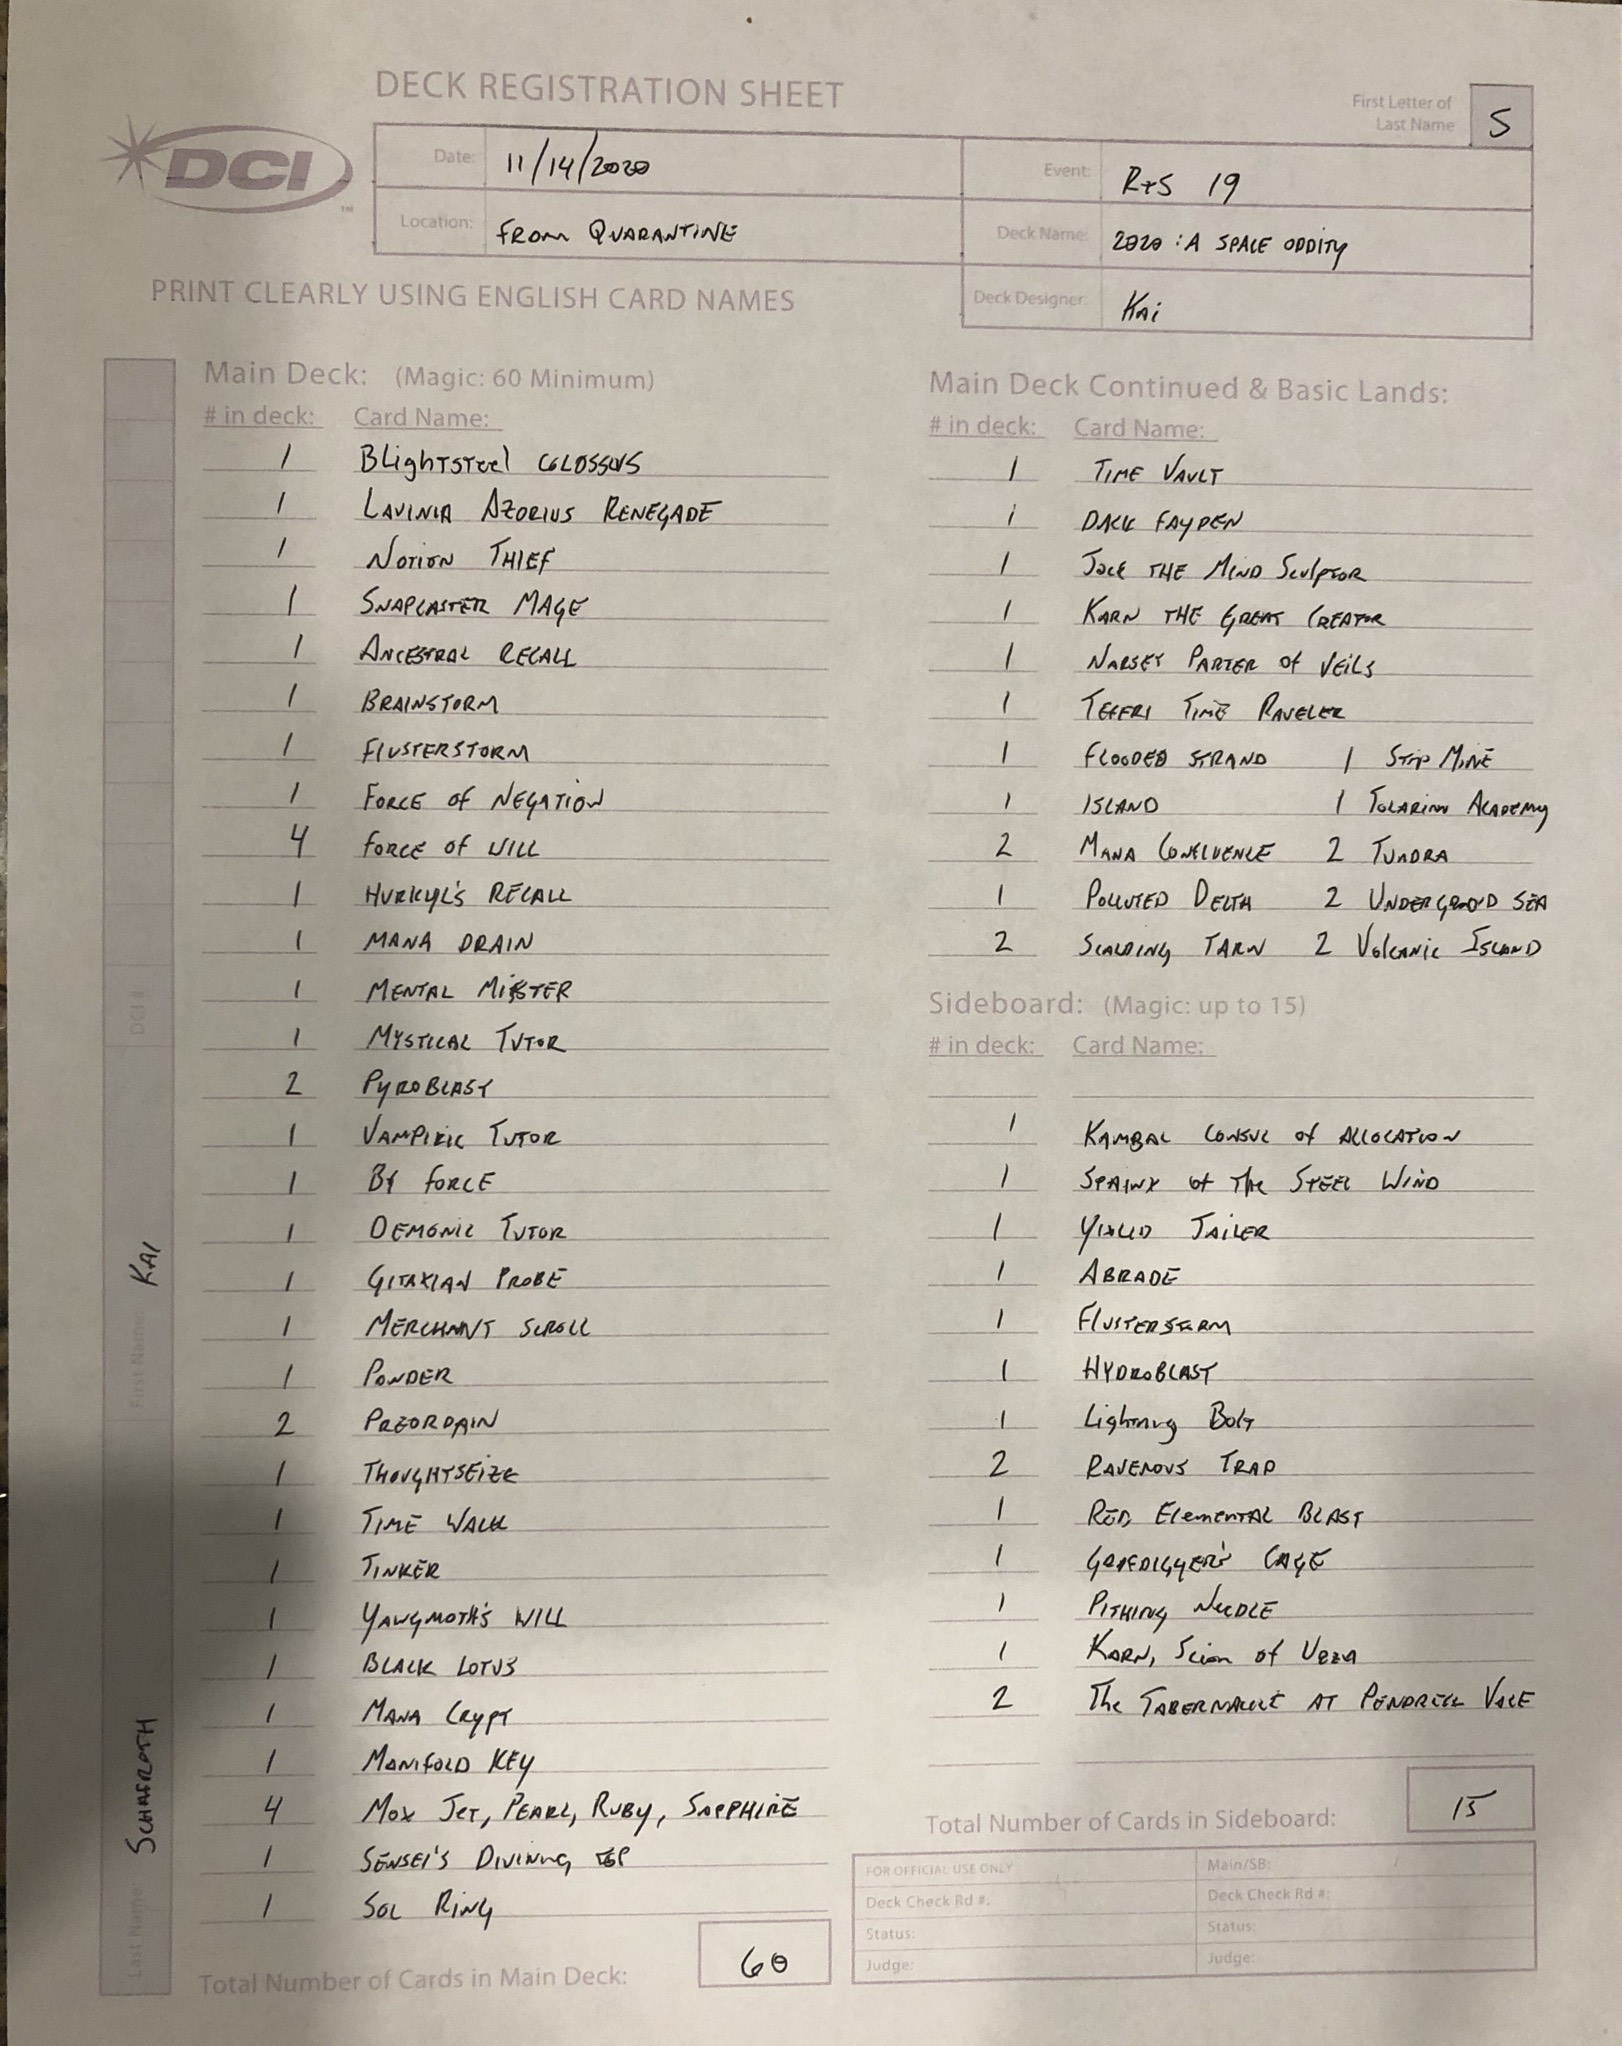 DECK REGISTRATION SHEET
First Letter of
Last Name
S
DCI
TM
Date: 11/14/2020
Event: R+S 19
Location: FROM QUARANTINE
Deck Name: 2020: A SPACE ODDITY
PRINT CLEARLY USING ENGLISH CARD NAMES
Deck Designer: KAi
Main Deck: (Magic: 60 Minimum)
# in deck: Card Name:
1 BLightsteel COLOSSUS
1 LAVINIA AZORIUS RENEGADE
1 NOTION THIEF
1 SNAPCASTER MAGE
1 ANCESTRAL RECALL
1 BRAINSTORM
1 FLUSTERSTORM
1 FORCE of NEGATION
4 FORCE of WILL
1 HURKYL'S RECALL
1 MANA DRAIN
1 MENTAL MISSTEP
1 MYSTICAL TUTOR
2 PYROBLAST
1 VAMPIRIC TUTOR
1 BY FORCE
1 DEMONIC TUTOR
1 GITAXIAN PROBE
1 MERCHANT SCROLL
1 PONDER
2 PREORDAIN
1 THOUGHTSEIZE
1 TIME WALK
1 TINKER
1 YAWGMOTH'S WILL
1 BLACK LOTUS
1 MANA CRYPT
1 MANIFOLD KEY
4 MOX JET, PEARL, RUBY, SAPPHIRE
1 SENSEI'S DIVINING TOP
1 SOL RING
Total Number of Cards in Main Deck: 60
Main Deck Continued & Basic Lands:
# in deck: Card Name:
1 TIME VAULT
1 DACK FAYDEN
1 JACE THE MIND SCULPTOR
1 KARN THE GREAT CREATOR
1 NARSET PARTER of VEILS
1 TEFERI TIME RAVELER
1 FLOODED STRAND 1 STRIP MINE
1 ISLAND 1 TOLARIAN ACADEMY
2 MANA CONFLUENCE 2 TUNDRA
1 POLLUTED DELTA 2 UNDERGROUND SEA
2 SCALDING TARN 2 VOLCANIC ISLAND
Sideboard: (Magic: up to 15)
# in deck: Card Name:
1 KAMBAL CONSUL of ALLOCATION
1 SPHINX of The STEEL WIND
1 YIXLID JAILER
1 ABRADE
1 FLUSTERSTORM
1 HYDROBLAST
1 Lightning Bolt
2 RAVENOUS TRAP
1 RED ElemENTAL BLAST
1 GRAFDIGGER'S CAGE
1 PITHING NEEDLE
1 KARN, Scion of URZA
2 The TABERNACLE AT PENDRELL VALE
Total Number of Cards in Sideboard: 15
FOR OFFICIAL USE ONLY
Main/SB:
Deck Check Rd #:
Deck Check Rd #:
Status:
Status:
Judge:
Judge:
DCI #
First Name KAI
Last Name SCHAFROTH